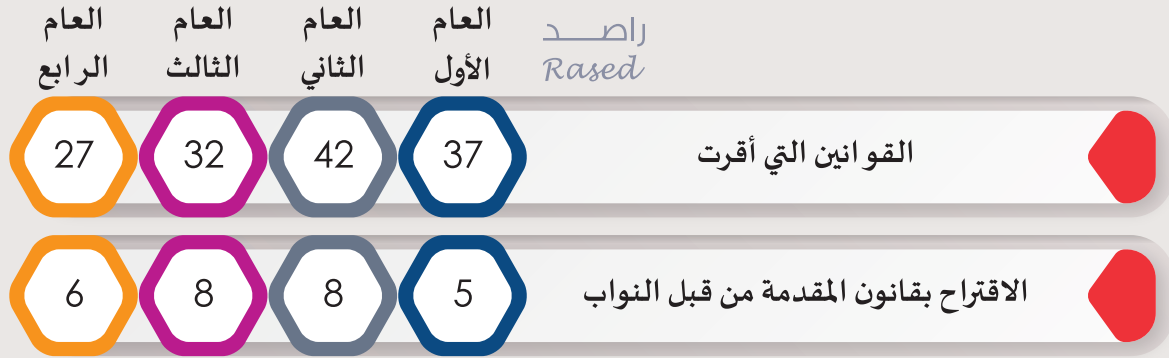 راصد
Rased
العام الأول
العام الثاني
العام الثالث
العام الرابع
القوانين التي أقرت
37
42
32
27
الاقتراح بقانون المقدمة من قبل النواب
5
8
8
6